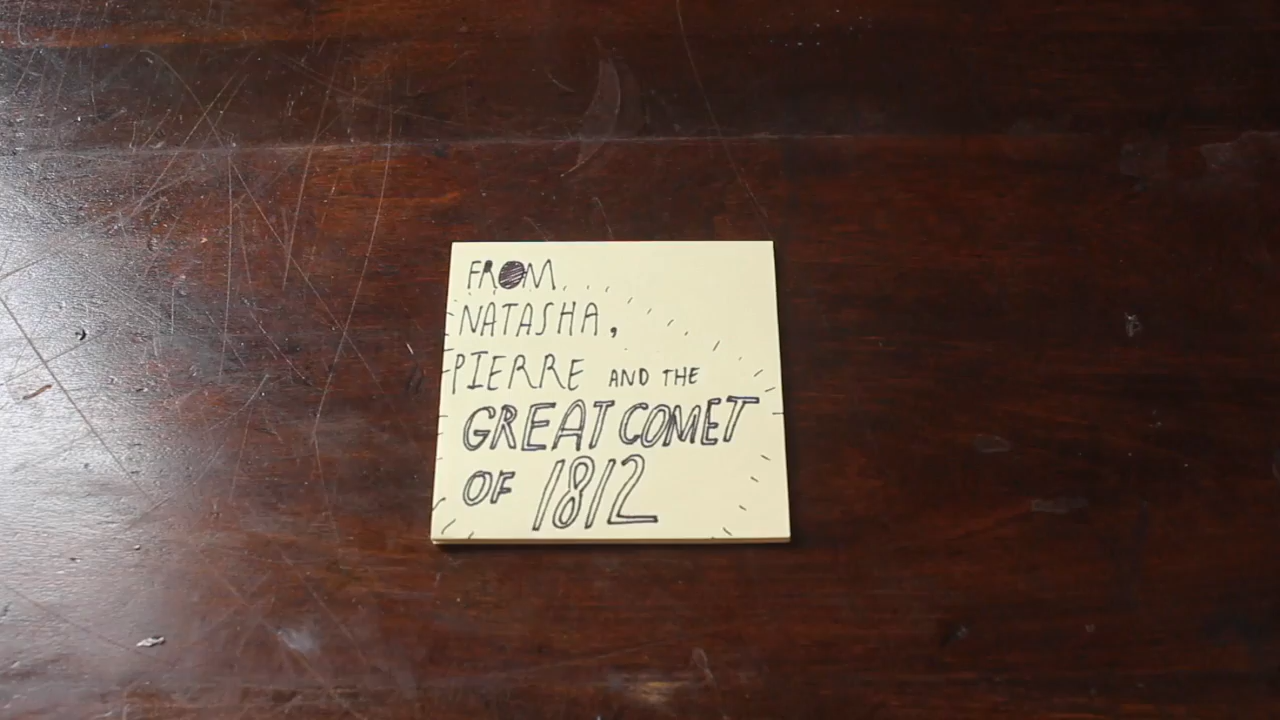 FROM
NATASHA,
PIERRE AND THE
GREAT COMET
OF 1812